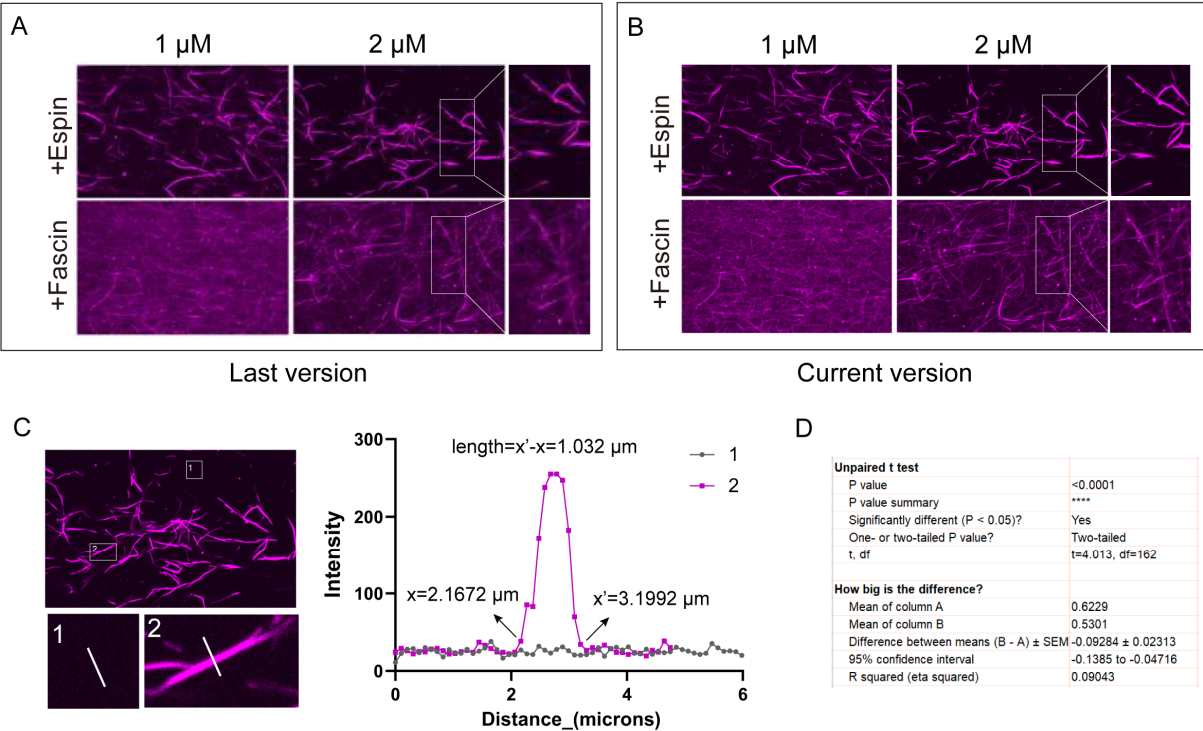 A
1 µM
2 µM
+Espin
+Fascin
Last version
B
1 µM
2 µM
+Espin
+Fascin
Current version
C
1
2
1
2
length=x’-x=1.032 µm
1
2
Intensity
300
200
100
0
x=2.1672 µm
x’=3.1992 µm
0
2
4
6
Distance_(microns)
D
Unpaired t test
P value <0.0001
P value summary ****
Significantly different (P < 0.05)? Yes
One- or two-tailed P value? Two-tailed
t, df t=4.013, df=162
How big is the difference?
Mean of column A 0.6229
Mean of column B 0.5301
Difference between means (B - A) ± SEM -0.09284 ± 0.02313
95% confidence interval -0.1385 to -0.04716
R squared (eta squared) 0.09043